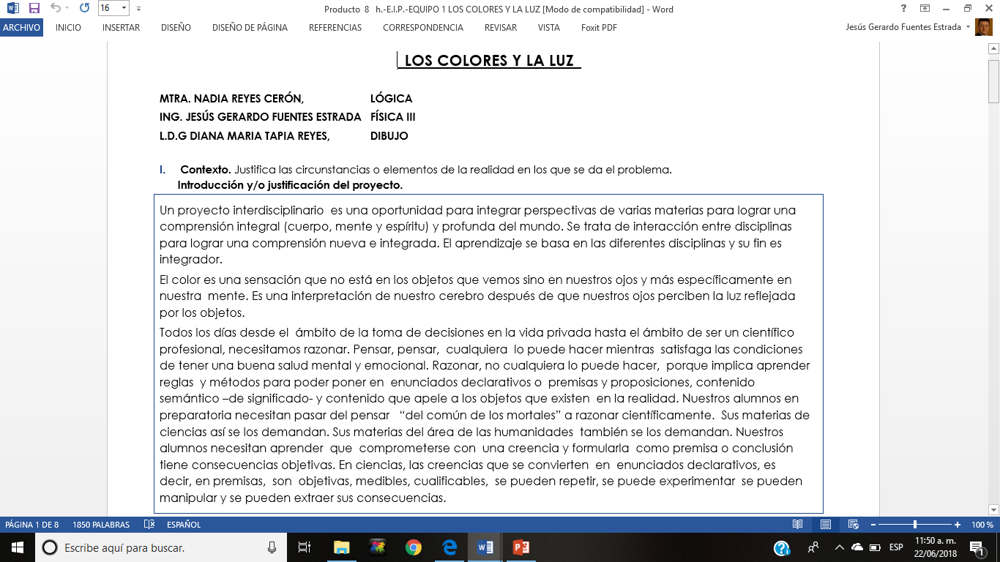 16
Producto 8 h.-E.I.P.-EQUIPO 1 LOS COLORES Y LA LUZ [Modo de compatibilidad] - Word
ARCHIVO INICIO INSERTAR DISEÑO DISEÑO DE PÁGINA REFERENCIAS CORRESPONDENCIA REVISAR VISTA Foxit PDF Jesús Gerardo Fuentes Estrada
LOS COLORES Y LA LUZ
MTRA. NADIA REYES CERÓN, LÓGICA
ING. JESÚS GERARDO FUENTES ESTRADA FÍSICA III
L.D.G DIANA MARIA TAPIA REYES, DIBUJO
I. Contexto. Justifica las circunstancias o elementos de la realidad en los que se da el problema.
Introducción y/o justificación del proyecto.
Un proyecto interdisciplinario es una oportunidad para integrar perspectivas de varias materias para lograr una
comprensión integral (cuerpo, mente y espíritu) y profunda del mundo. Se trata de interacción entre disciplinas
para lograr una comprensión nueva e integrada. El aprendizaje se basa en las diferentes disciplinas y su fin es
integrador.
El color es una sensación que no está en los objetos que vemos sino en nuestros ojos y más específicamente en
nuestra mente. Es una interpretación de nuestro cerebro después de que nuestros ojos perciben la luz reflejada
por los objetos.
Todos los días desde el ámbito de la toma de decisiones en la vida privada hasta el ámbito de ser un científico
profesional, necesitamos razonar. Pensar, pensar, cualquiera lo puede hacer mientras satisfaga las condiciones
de tener una buena salud mental y emocional. Razonar, no cualquiera lo puede hacer, porque implica aprender
reglas y métodos para poder poner en enunciados declarativos o premisas y proposiciones, contenido
semántico –de significado- y contenido que apele a los objetos que existen en la realidad. Nuestros alumnos en
preparatoria necesitan pasar del pensar “del común de los mortales” a razonar científicamente. Sus materias de
ciencias así se los demandan. Sus materias del área de las humanidades también se los demandan. Nuestros
alumnos necesitan aprender que comprometerse con una creencia y formularla como premisa o conclusión
tiene consecuencias objetivas. En ciencias, las creencias que se convierten en enunciados declarativos, es
decir, en premisas, son objetivas, medibles, cualificables, se pueden repetir, se puede experimentar se pueden
manipular y se pueden extraer sus consecuencias.
PÁGINA 1 DE 8 1850 PALABRAS ESPAÑOL 100 %
Escribe aquí para buscar. ESP 11:50 a. m.
22/06/2018